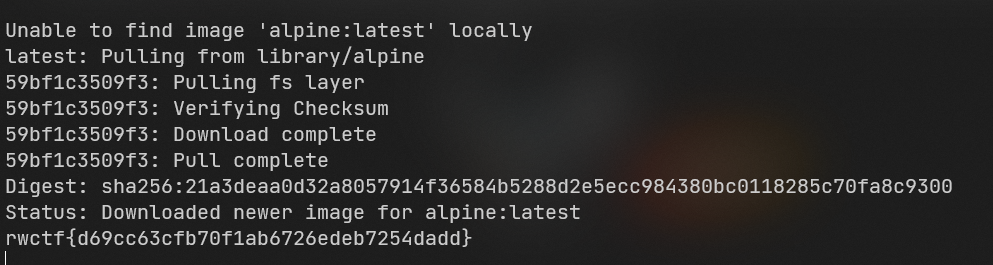 Unable to find image 'alpine:latest' locally
latest: Pulling from library/alpine
59bf1c3509f3: Pulling fs layer
59bf1c3509f3: Verifying Checksum
59bf1c3509f3: Download complete
59bf1c3509f3: Pull complete
Digest: sha256:21a3deaa0d32a8057914f36584b5288d2e5ecc984380bc0118285c70fa8c9300
Status: Downloaded newer image for alpine:latest
rwctf{d69cc63cfb70f1ab6726edeb7254dadd}